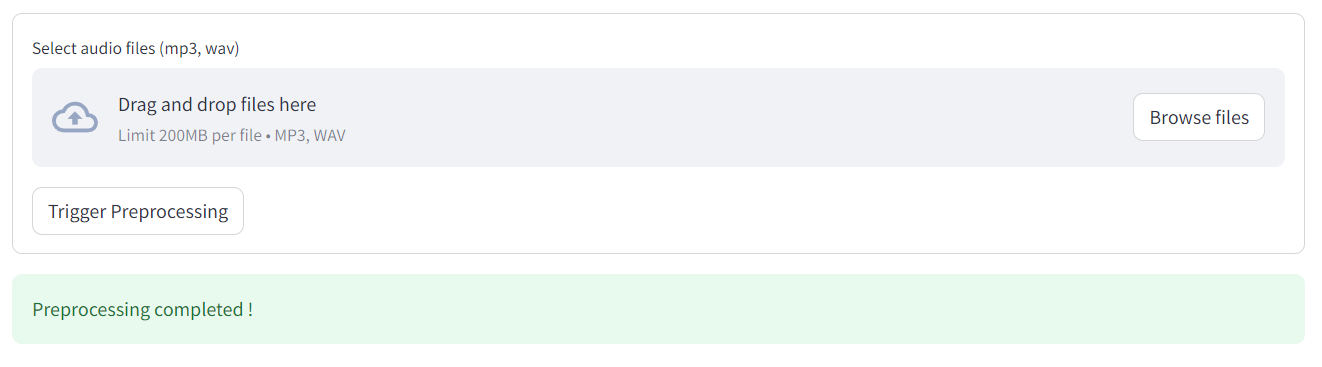 Select audio files (mp3, wav)
Drag and drop files here
Limit 200MB per file • MP3, WAV
Browse files
Trigger Preprocessing
Preprocessing completed !